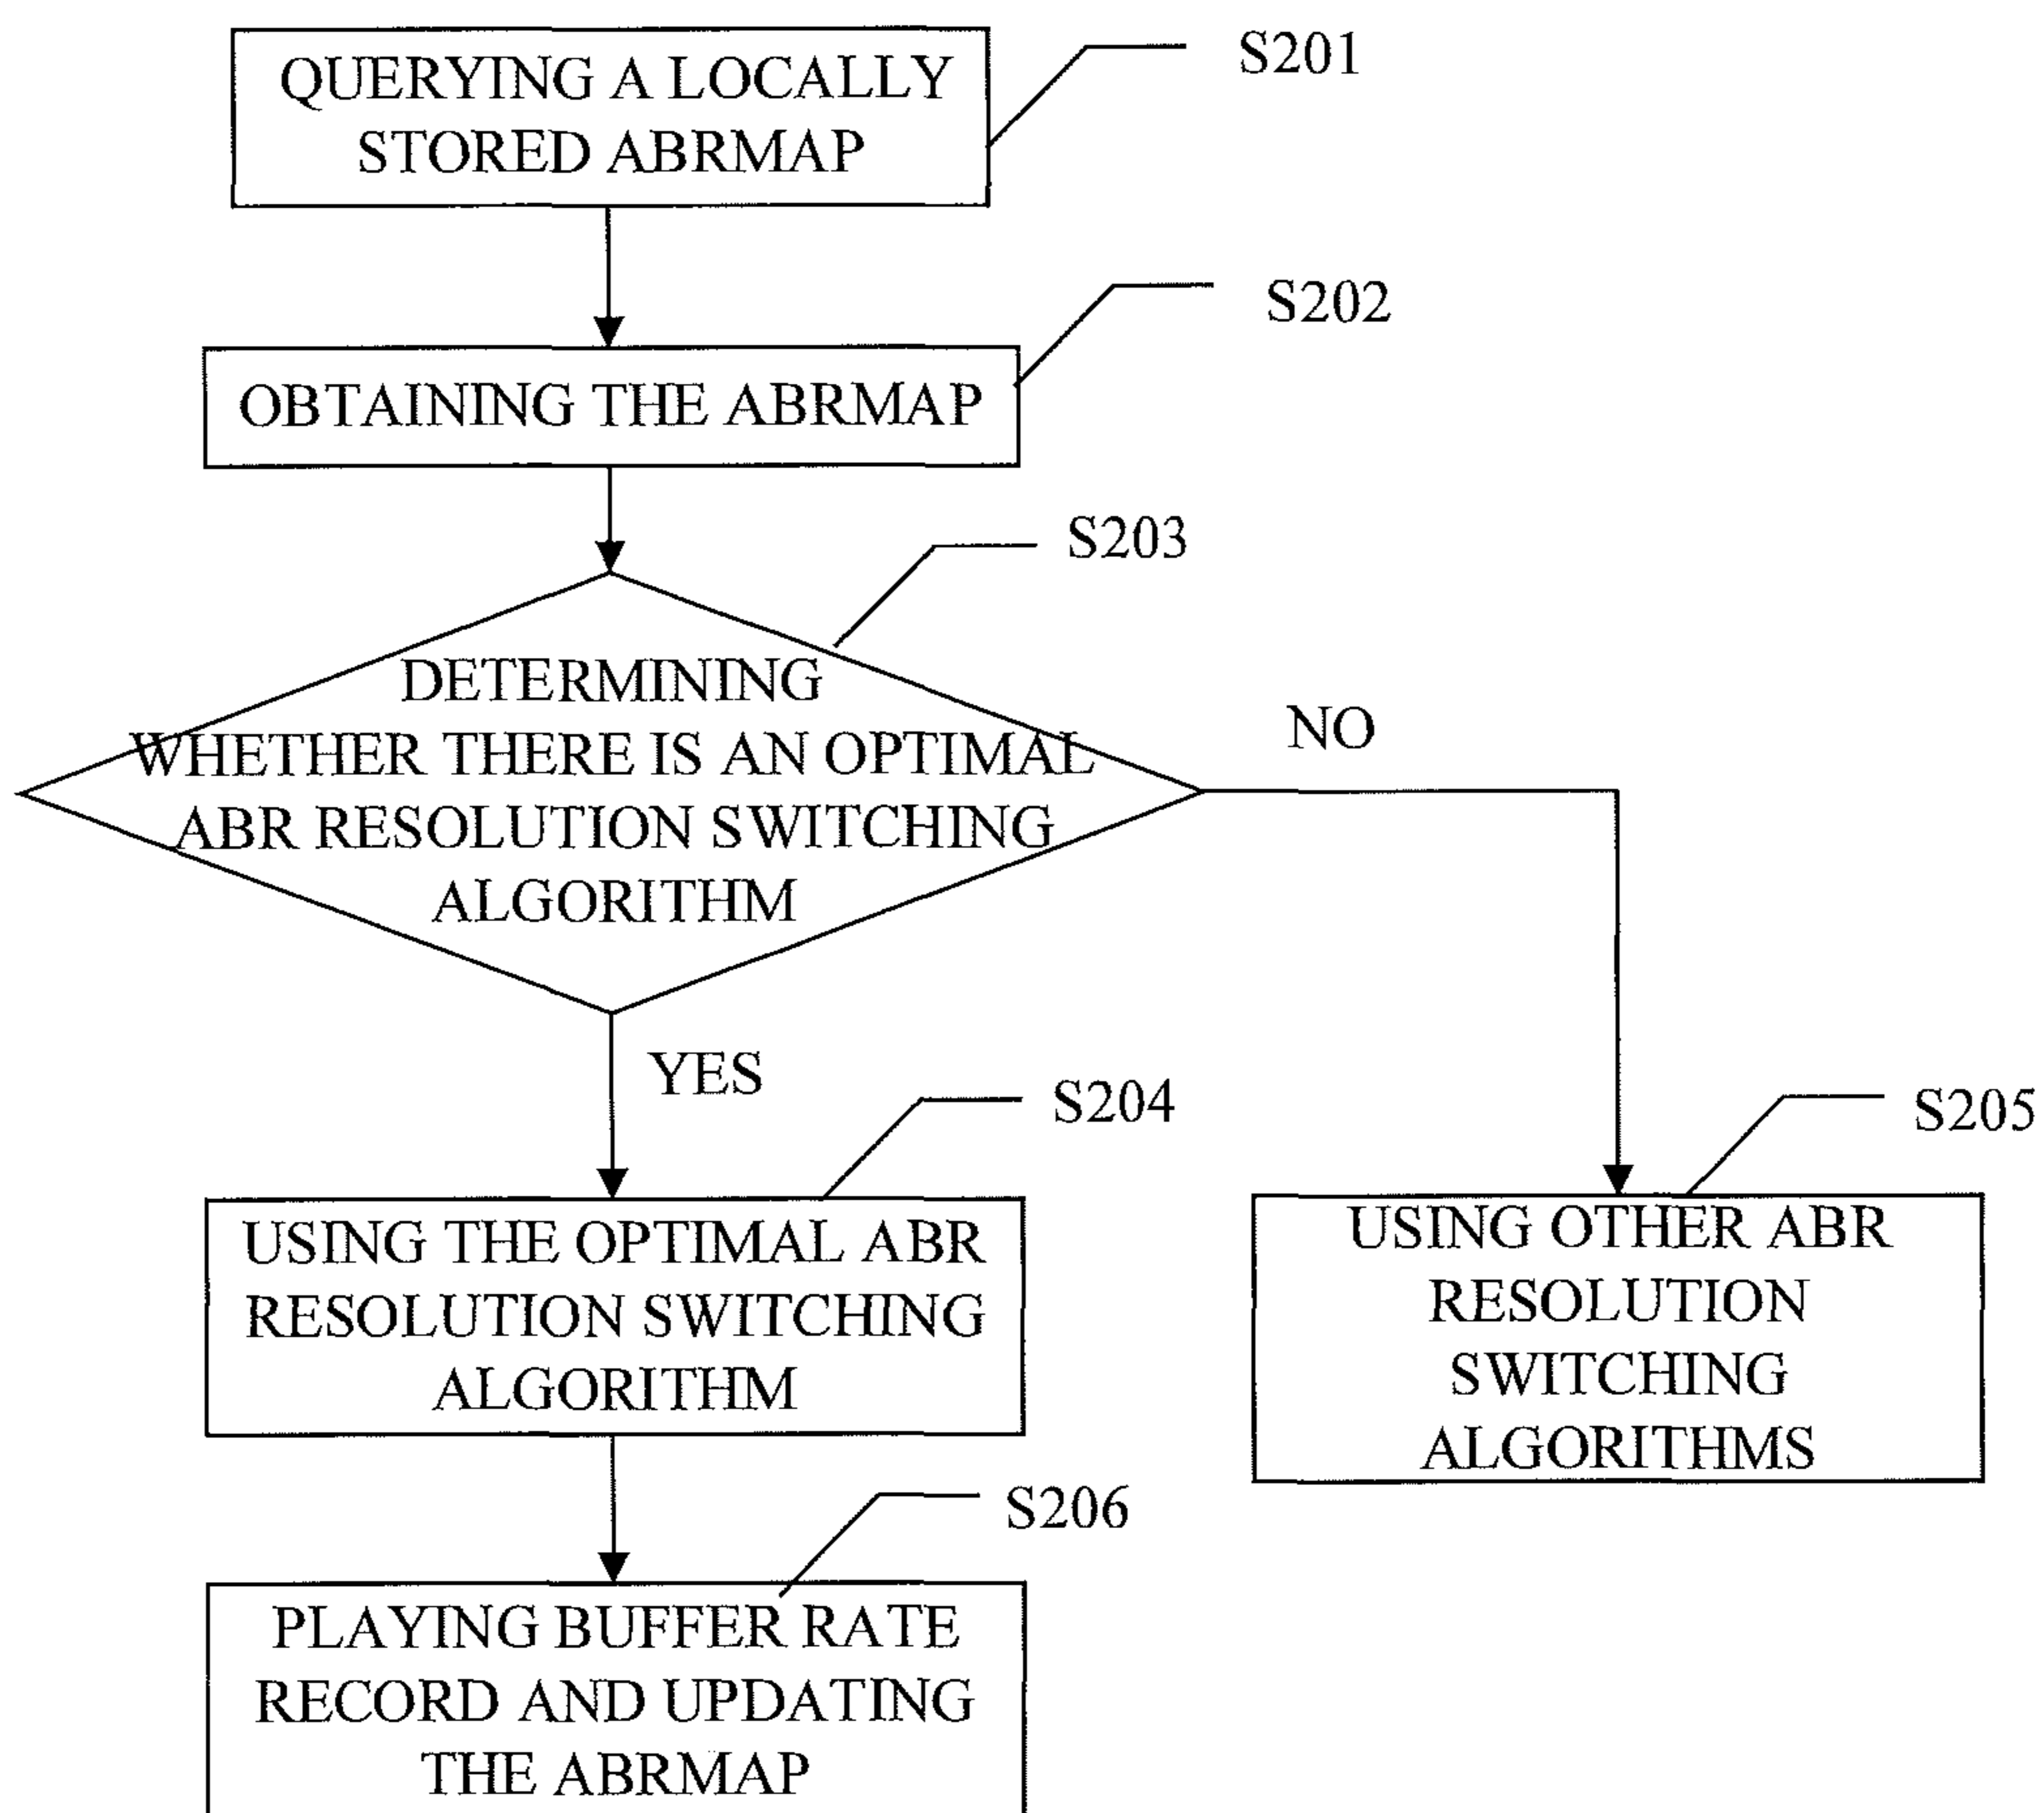 QUERYING A LOCALLY
STORED ABRMAP
S201
OBTAINING THE ABRMAP
S202
DETERMINING
WHETHER THERE IS AN OPTIMAL
ABR RESOLUTION SWITCHING
ALGORITHM
S203
NO
YES
USING THE OPTIMAL ABR
RESOLUTION SWITCHING
ALGORITHM
S204
USING OTHER ABR
RESOLUTION
SWITCHING
ALGORITHMS
S205
PLAYING BUFFER RATE
RECORD AND UPDATING
THE ABRMAP
S206